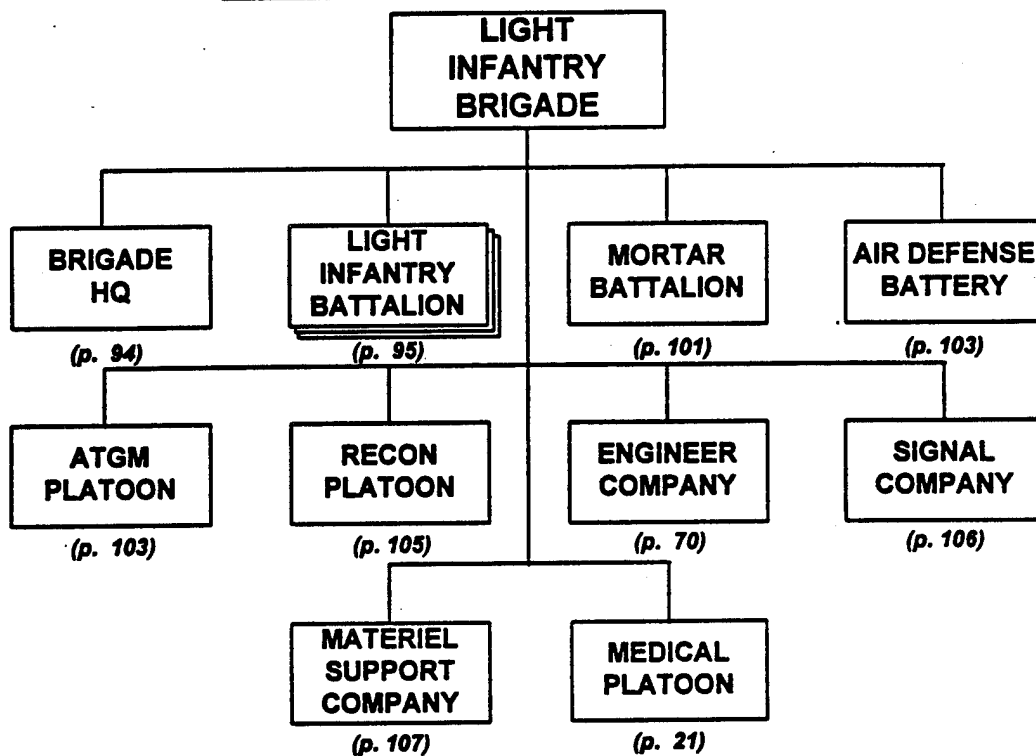 LIGHT
INFANTRY
BRIGADE
BRIGADE
HQ
(p. 94)
LIGHT
INFANTRY
BATTALION
(p. 95)
MORTAR
BATTALION
(p. 101)
AIR DEFENSE
BATTERY
(p. 103)
ATGM
PLATOON
(p. 103)
RECON
PLATOON
(p. 105)
ENGINEER
COMPANY
(p. 70)
SIGNAL
COMPANY
(p. 106)
MATERIEL
SUPPORT
COMPANY
(p. 107)
MEDICAL
PLATOON
(p. 21)